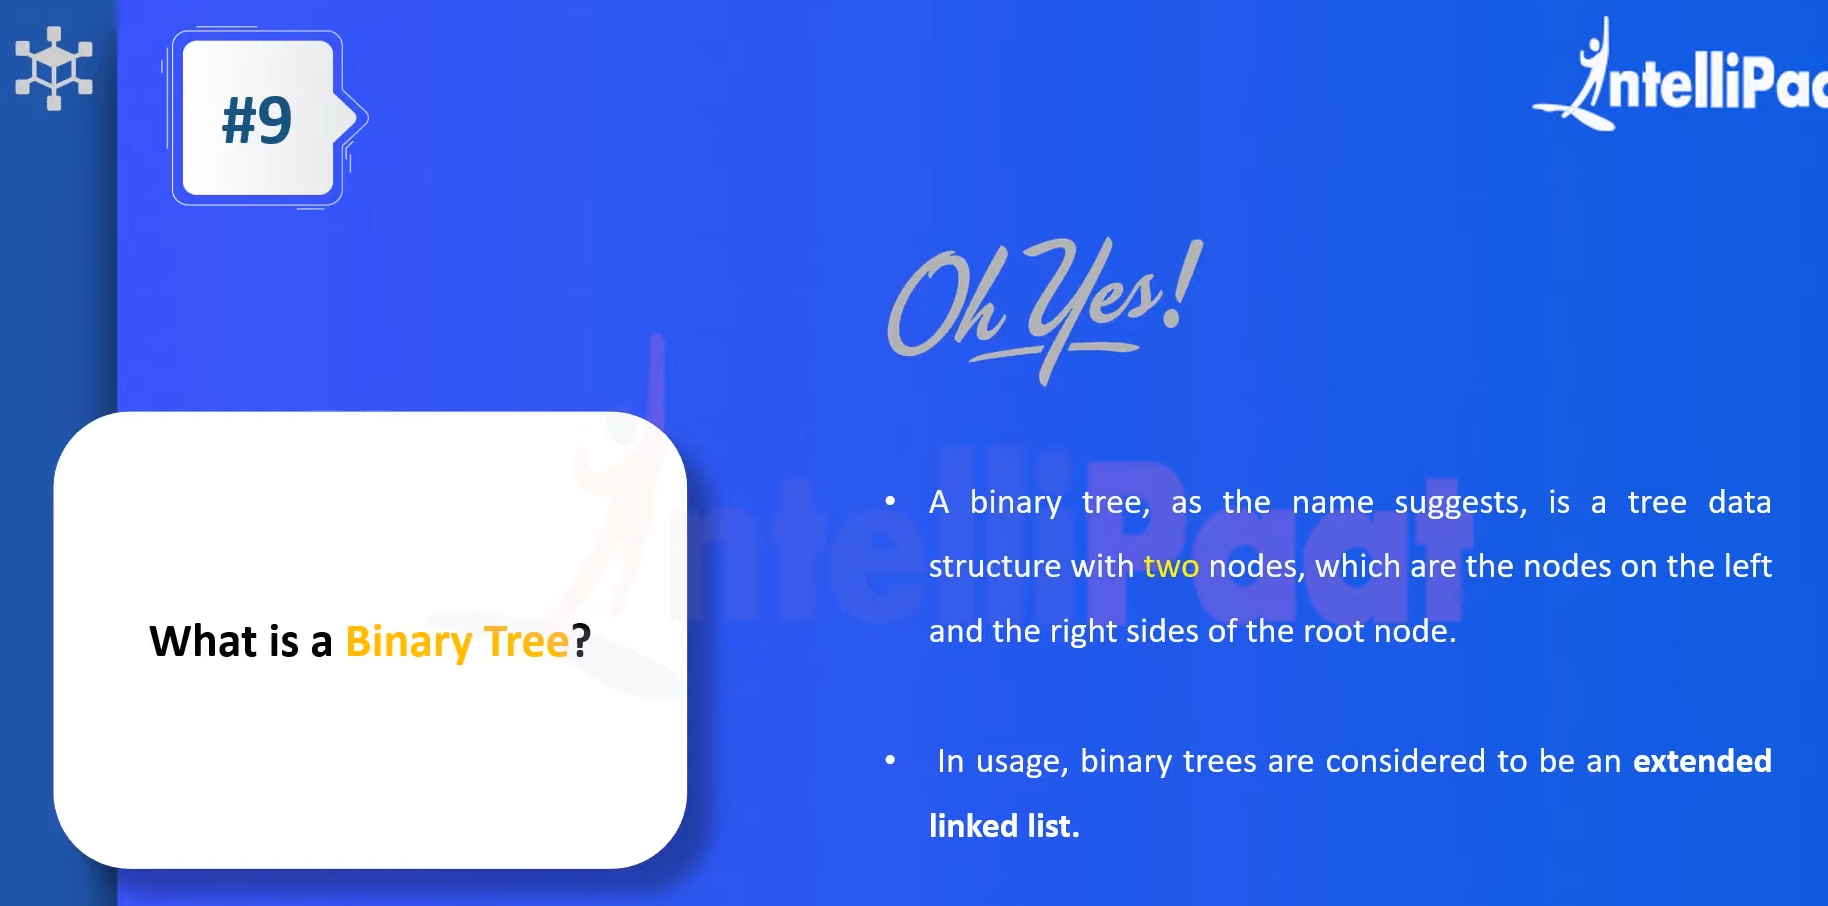 #9
IntelliPaa
Oh Yes!
What is a Binary Tree?
• A binary tree, as the name suggests, is a tree data
structure with two nodes, which are the nodes on the left
and the right sides of the root node.
• In usage, binary trees are considered to be an extended
linked list.
IntelliPaat